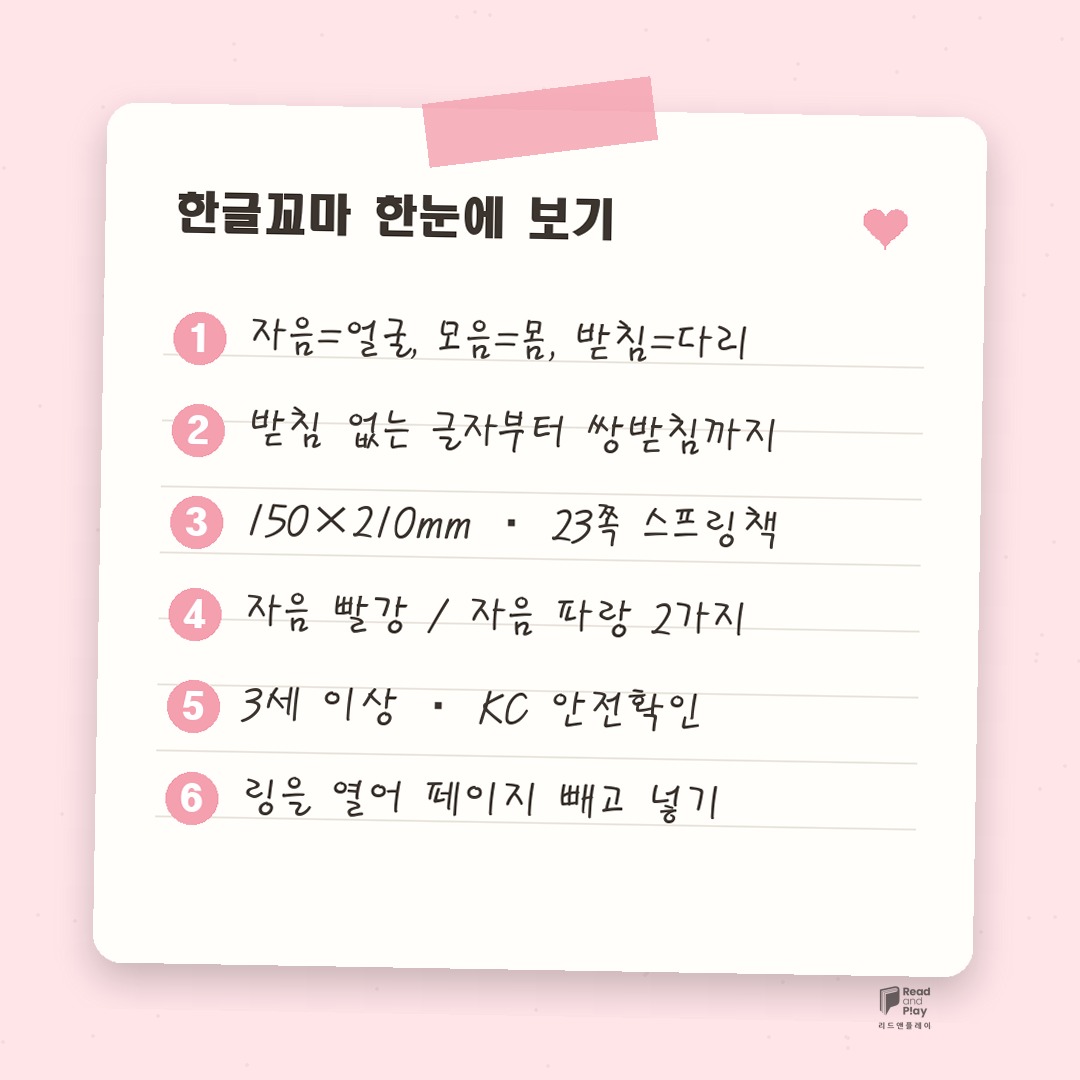 한글꼬마 한눈에 보기
1 자음=얼굴, 모음=몸, 받침=다리
2 받침 없는 글자부터 쌍받침까지
3 150×210mm · 23쪽 스프링책
4 자음 빨강 / 자음 파랑 2가지
5 3세 이상 · KC 안전확인
6 링을 열어 페이지 빼고 넣기
Read
and
Play
리드앤플레이